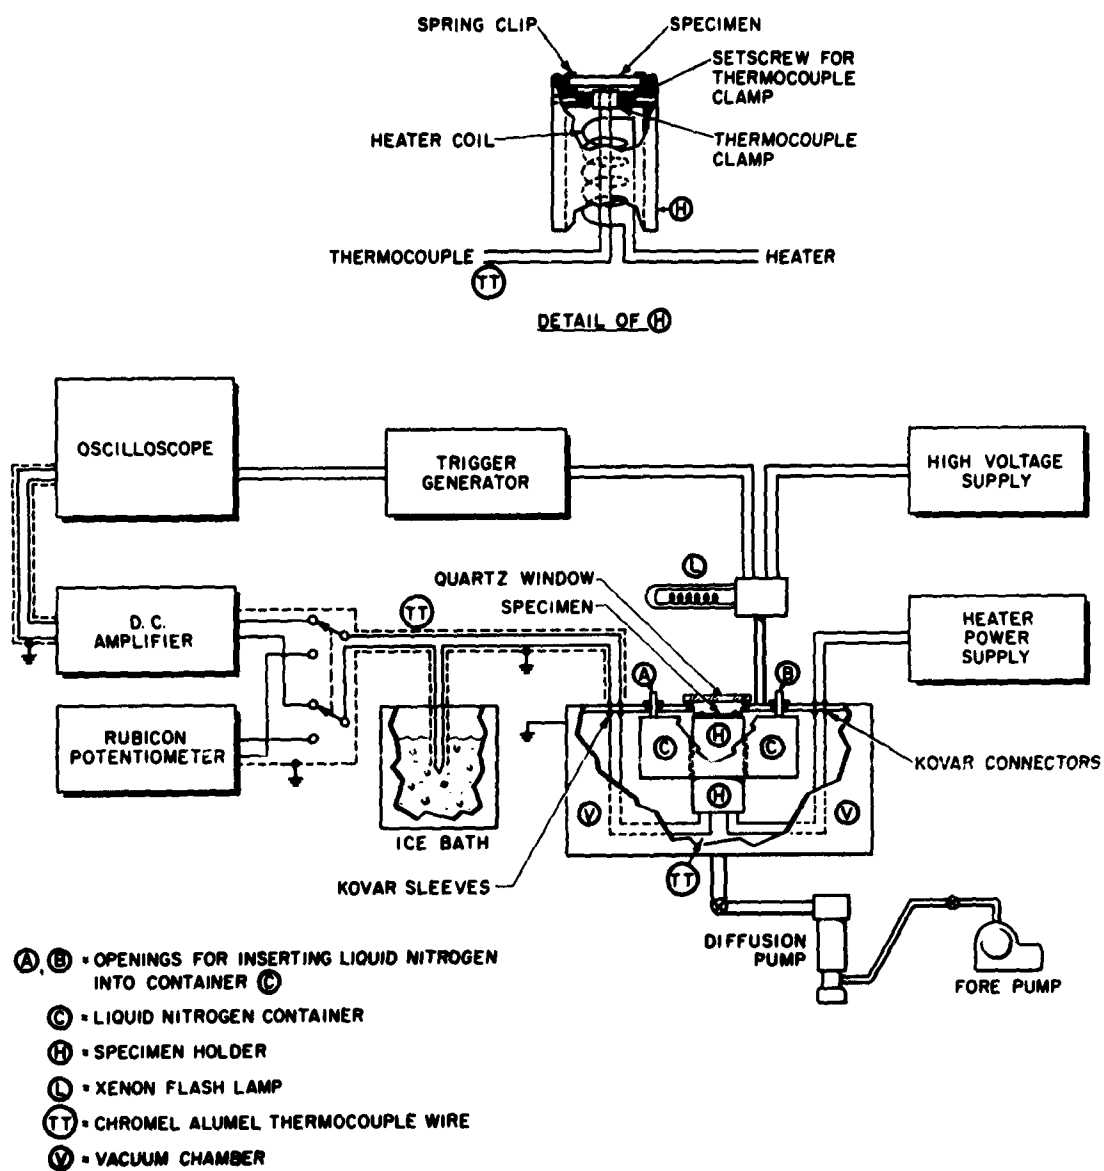 SPRING CLIP
SPECIMEN
SETSCREW FOR
THERMOCOUPLE
CLAMP
HEATER COIL
THERMOCOUPLE
CLAMP
H
THERMOCOUPLE
HEATER
TT
DETAIL OF H
OSCILLOSCOPE
TRIGGER
GENERATOR
HIGH VOLTAGE
SUPPLY
L
QUARTZ WINDOW
SPECIMEN
TT
D.C.
AMPLIFIER
HEATER
POWER
SUPPLY
A
B
RUBICON
POTENTIOMETER
C
H
C
KOVAR CONNECTORS
H
V
V
ICE BATH
KOVAR SLEEVES
TT
DIFFUSION
PUMP
FORE PUMP
A, B = OPENINGS FOR INSERTING LIQUID NITROGEN
INTO CONTAINER C
C = LIQUID NITROGEN CONTAINER
H = SPECIMEN HOLDER
L = XENON FLASH LAMP
TT = CHROMEL ALUMEL THERMOCOUPLE WIRE
V = VACUUM CHAMBER